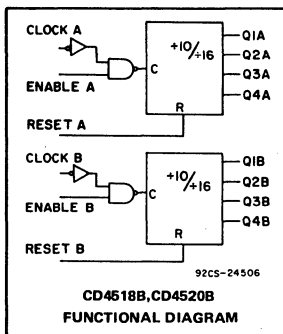 CLOCK A
ENABLE A
C
÷10/÷16
R
Q1A
Q2A
Q3A
Q4A
RESET A
CLOCK B
ENABLE B
C
÷10/÷16
R
Q1B
Q2B
Q3B
Q4B
RESET B
92CS-24506
CD4518B,CD4520B
FUNCTIONAL DIAGRAM